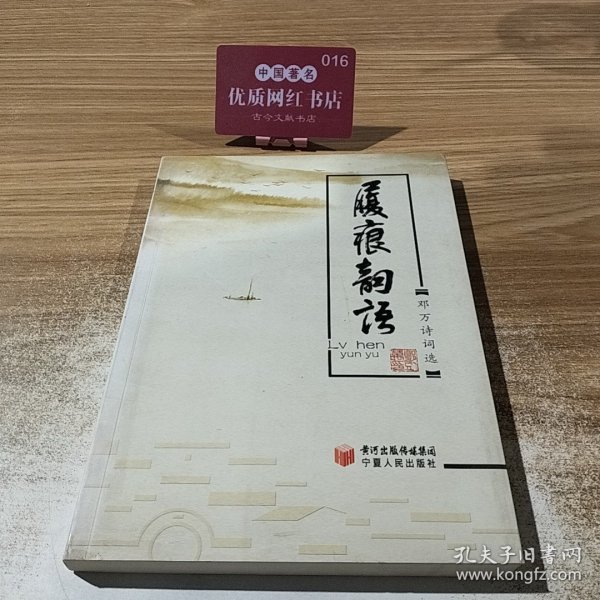 016
中国著名
优质网红书店
古今文献书店
履痕韵语
Lv hen
yun yu
【邓万诗词选】
黄河出版传媒集团
宁夏人民出版社
孔夫子旧书网
www.kongfz.com